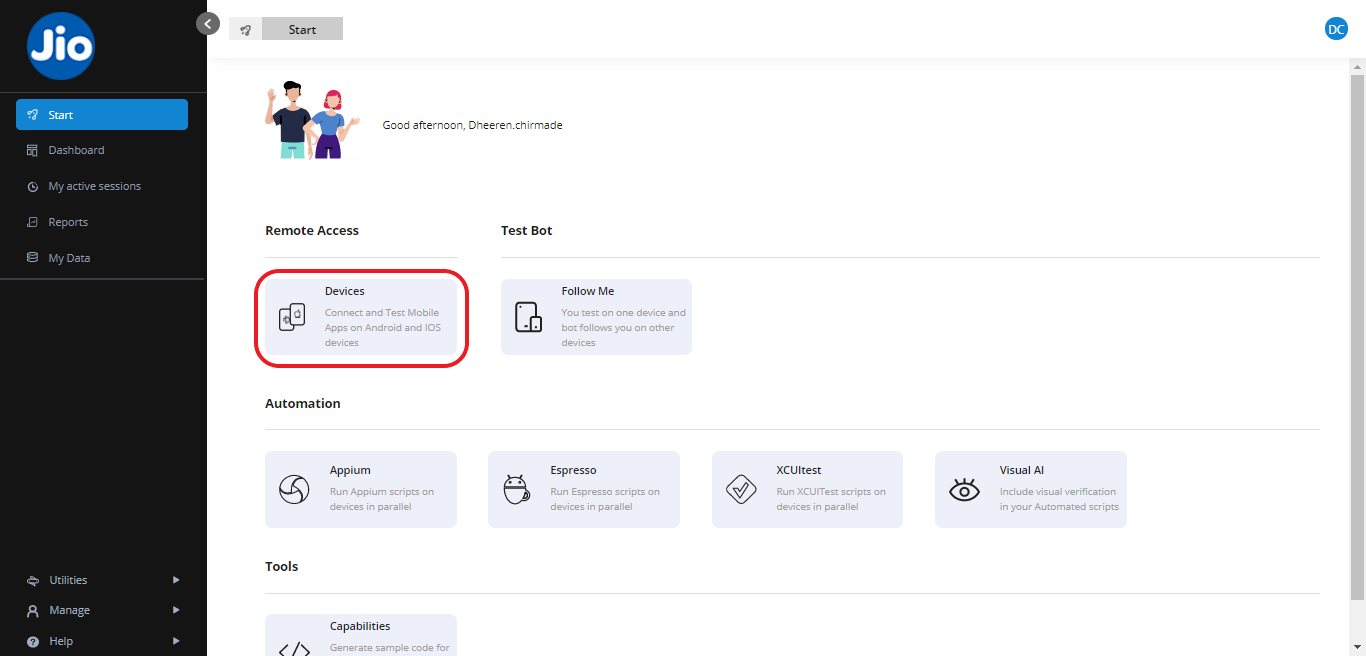 Jio
Start
DC
Start
Dashboard
My active sessions
Reports
My Data
Good afternoon, Dheeren.chirmade
Remote Access
Test Bot
Devices
Connect and Test Mobile
Apps on Android and IOS
devices
Follow Me
You test on one device and
bot follows you on other
devices
Automation
Appium
Run Appium scripts on
devices in parallel
Espresso
Run Espresso scripts on
devices in parallel
XCUItest
Run XCUITest scripts on
devices in parallel
Visual AI
Include visual verification
in your Automated scripts
Tools
Capabilities
Generate sample code for
Utilities
Manage
Help